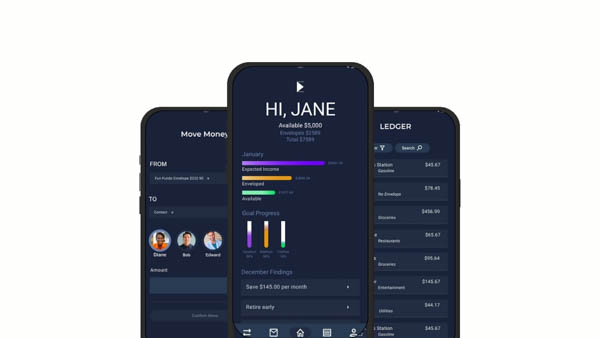 Move Money
FROM
Fun Funds Envelope
TO
Contact
Diane
Bob
Edward
Amount
Confirm Move
HI, JANE
Available $5,000
Envelopes $2589
Total $7589
January
Expected Income
Enveloped
Available
Goal Progress
December Findings
Save $145.00 per month
Retire early
LEDGER
Search
Station
$45.67
Gasoline
$78.45
No Envelope
$456.99
Groceries
$65.67
Restaurants
$95.64
Groceries
$145.67
Entertainment
$44.17
Utilities
Station
$45.67
Gasoline